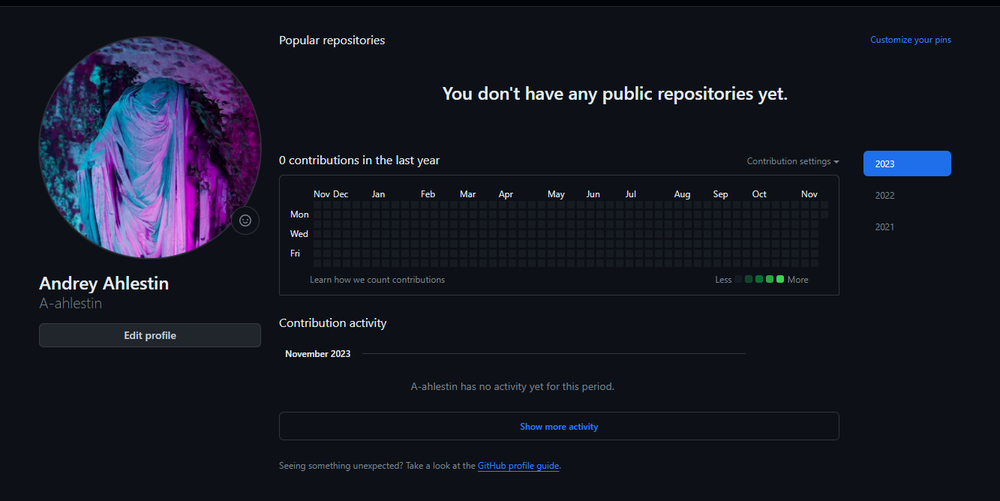 Popular repositories
Customize your pins
You don't have any public repositories yet.
0 contributions in the last year
Contribution settings
2023
2022
2021
Nov Dec Jan Feb Mar Apr May Jun Jul Aug Sep Oct Nov
Mon
Wed
Fri
Learn how we count contributions
Less More
Andrey Ahlestin
A-ahlestin
Edit profile
Contribution activity
November 2023
A-ahlestin has no activity yet for this period.
Show more activity
Seeing something unexpected? Take a look at the GitHub profile guide.